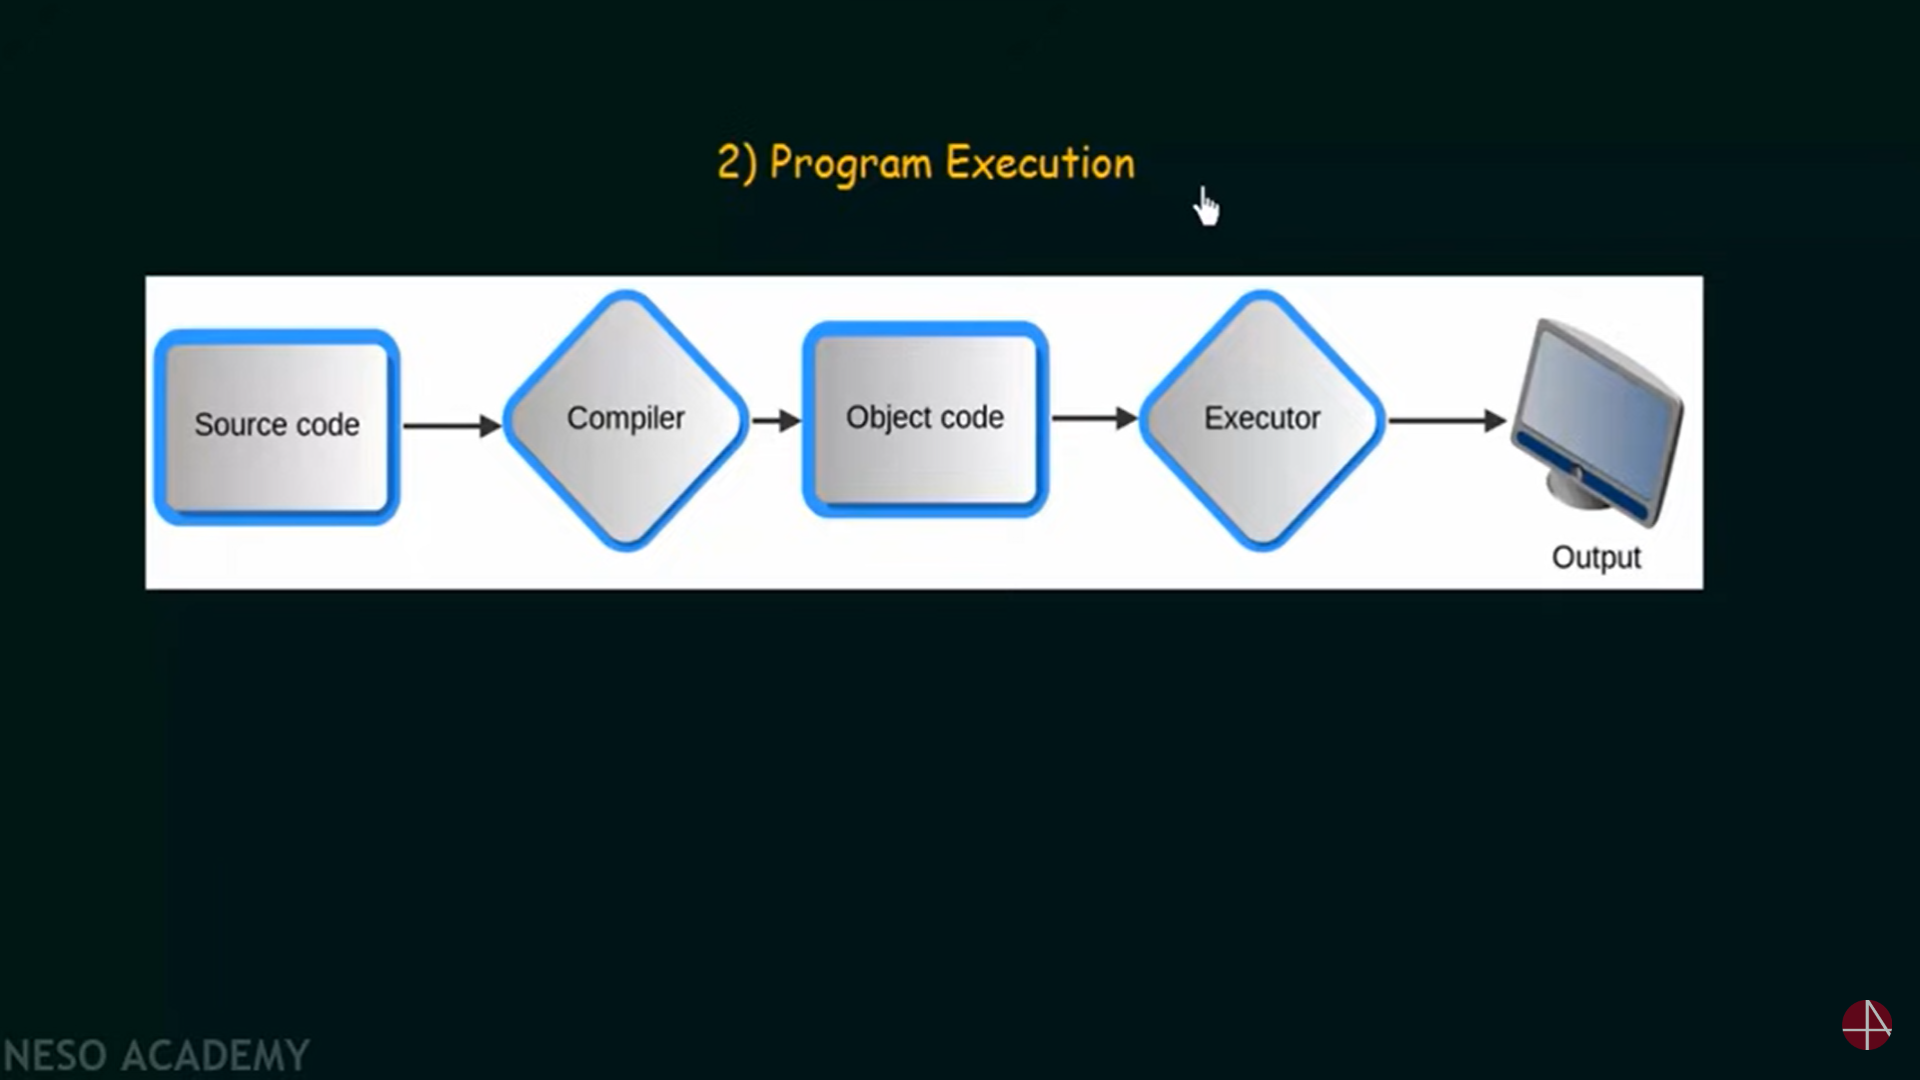 2) Program Execution
Source code
Compiler
Object code
Executor
Output
NESO ACADEMY